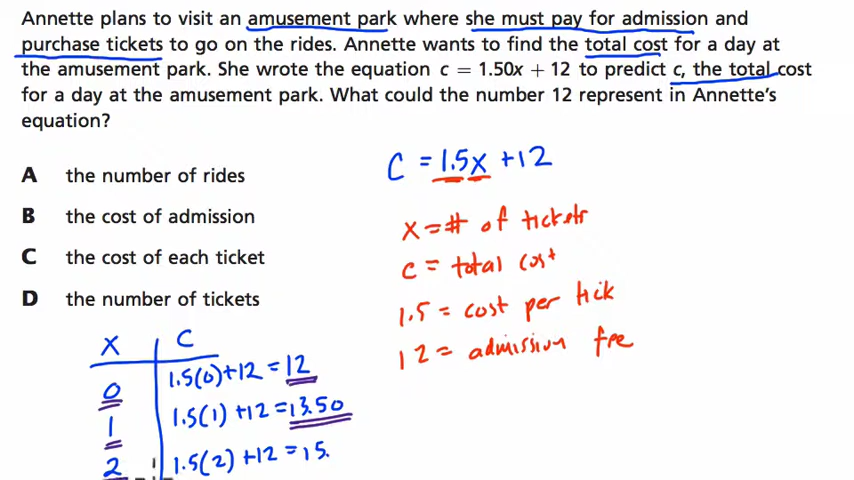 Annette plans to visit an amusement park where she must pay for admission and
purchase tickets to go on the rides. Annette wants to find the total cost for a day at
the amusement park. She wrote the equation c = 1.50x + 12 to predict c, the total cost
for a day at the amusement park. What could the number 12 represent in Annette's
equation?
A the number of rides
B the cost of admission
C the cost of each ticket
D the number of tickets
C = 1.5x + 12
x = # of tickets
c = total cost
1.5 = cost per tick
12 = admission fee
X C
0 1.5(0) + 12 = 12
1 1.5(1) + 12 = 13.50
2 1.5(2) + 12 = 15.